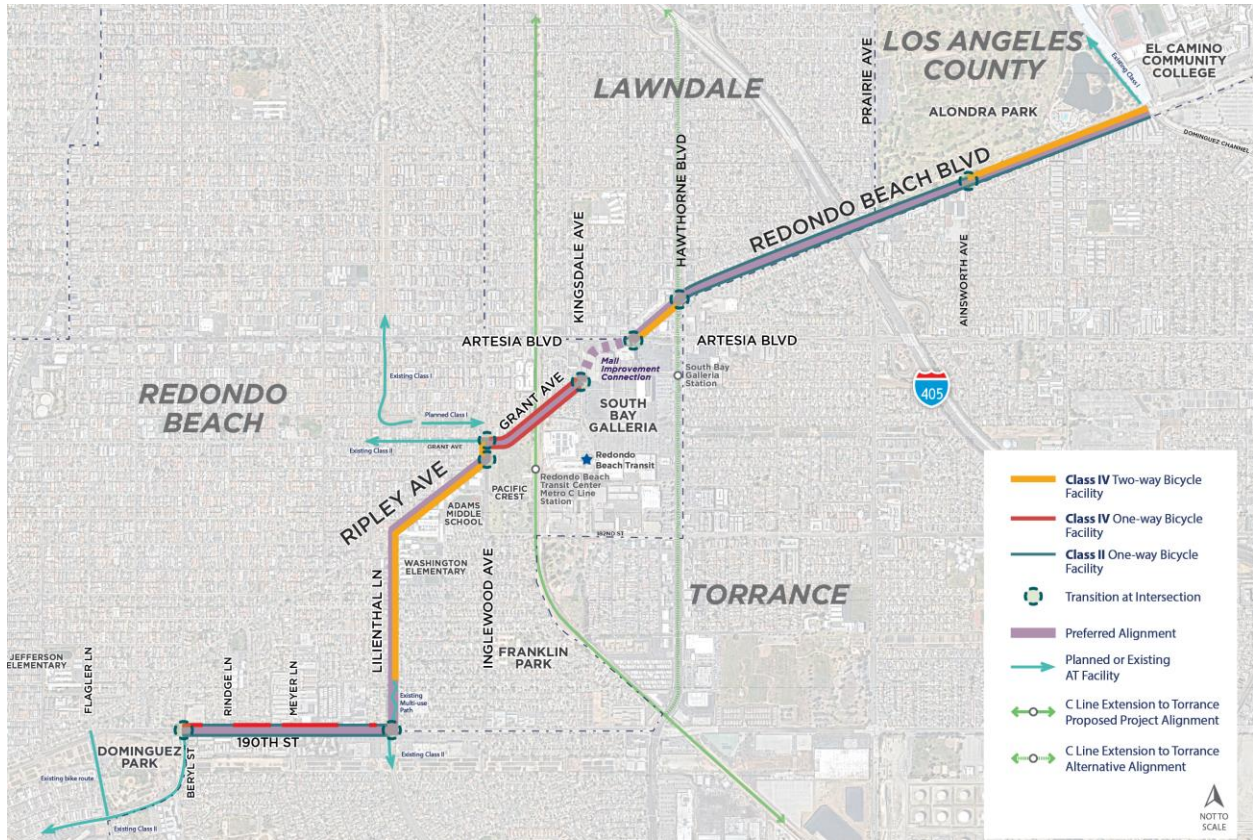 LOS ANGELES
COUNTY
EL CAMINO
COMMUNITY
COLLEGE
Existing Class I
LAWNDALE
PRAIRIE AVE
ALONDRA PARK
DOMINGUEZ
CHANNEL
REDONDO BEACH BLVD
HAWTHORNE BLVD
KINGSDALE AVE
AINSWORTH AVE
ARTESIA BLVD
ARTESIA BLVD
Mall
Improvement
Connection
South Bay
Galleria
Station
405
REDONDO
BEACH
Existing Class I
Planned Class I
GRANT AVE
SOUTH
BAY
GALLERIA
Existing Class II
GRANT AVE
Redondo
Beach Transit
RIPLEY AVE
PACIFIC
CREST
Redondo Beach
Transit Center
Metro C Line
Station
ADAMS
MIDDLE
SCHOOL
182ND ST
WASHINGTON
ELEMENTARY
LILIENTHAL LN
INGLEWOOD AVE
TORRANCE
FRANKLIN
PARK
JEFFERSON
ELEMENTARY
FLAGLER LN
RINDGE LN
MEYER LN
Existing
Multi-use
Path
190TH ST
DOMINGUEZ
PARK
BERYL ST
Existing Class II
Existing bike route
Existing Class II
Class IV Two-way Bicycle
Facility
Class IV One-way Bicycle
Facility
Class II One-way Bicycle
Facility
Transition at Intersection
Preferred Alignment
Planned or Existing
AT Facility
C Line Extension to Torrance
Proposed Project Alignment
C Line Extension to Torrance
Alternative Alignment
NOT TO
SCALE